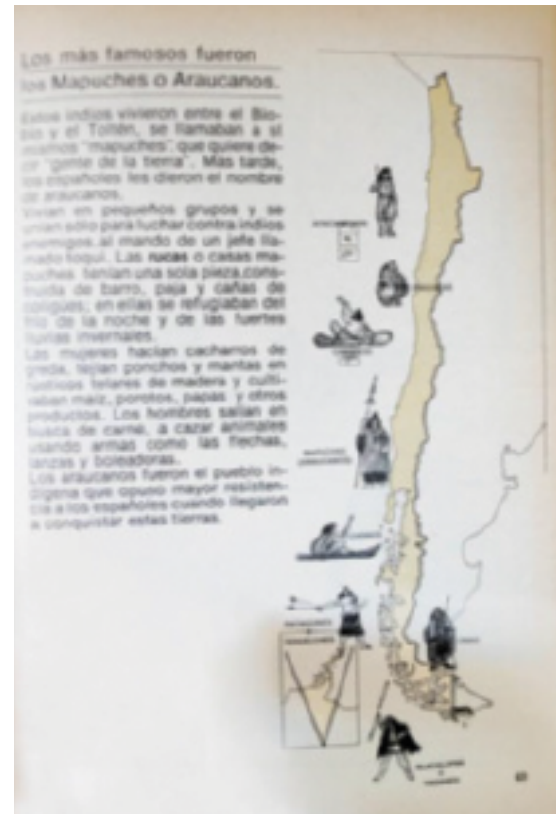 Los más famosos fueron
los Mapuches o Araucanos.
Estos indios vivieron entre el Bío-
bío y el Toltén, se llamaban a sí
mismos "mapuches", que quiere de-
cir "gente de la tierra". Mas tarde,
los españoles les dieron el nombre
de araucanos.
Vivían en pequeños grupos y se
unían sólo para luchar contra indios
enemigos al mando de un jefe lla-
mado toqui. Las rucas o casas ma-
puches tenían una sola pieza,cons-
truida de barro, paja y cañas de
coligües; en ellas se refugiaban del
frío de la noche y de las fuertes
lluvias invernales.
Las mujeres hacían cacharros de
greda, tejían ponchos y mantas en
rústicos telares de madera y culti-
vaban maíz, porotos, papas y otros
productos. Los hombres salían en
busca de carne, a cazar animales
usando armas como las flechas,
lanzas y boleadoras.
Los araucanos fueron el pueblo in-
dígena que opuso mayor resisten-
cia a los españoles cuando llegaron
a conquistar estas tierras.